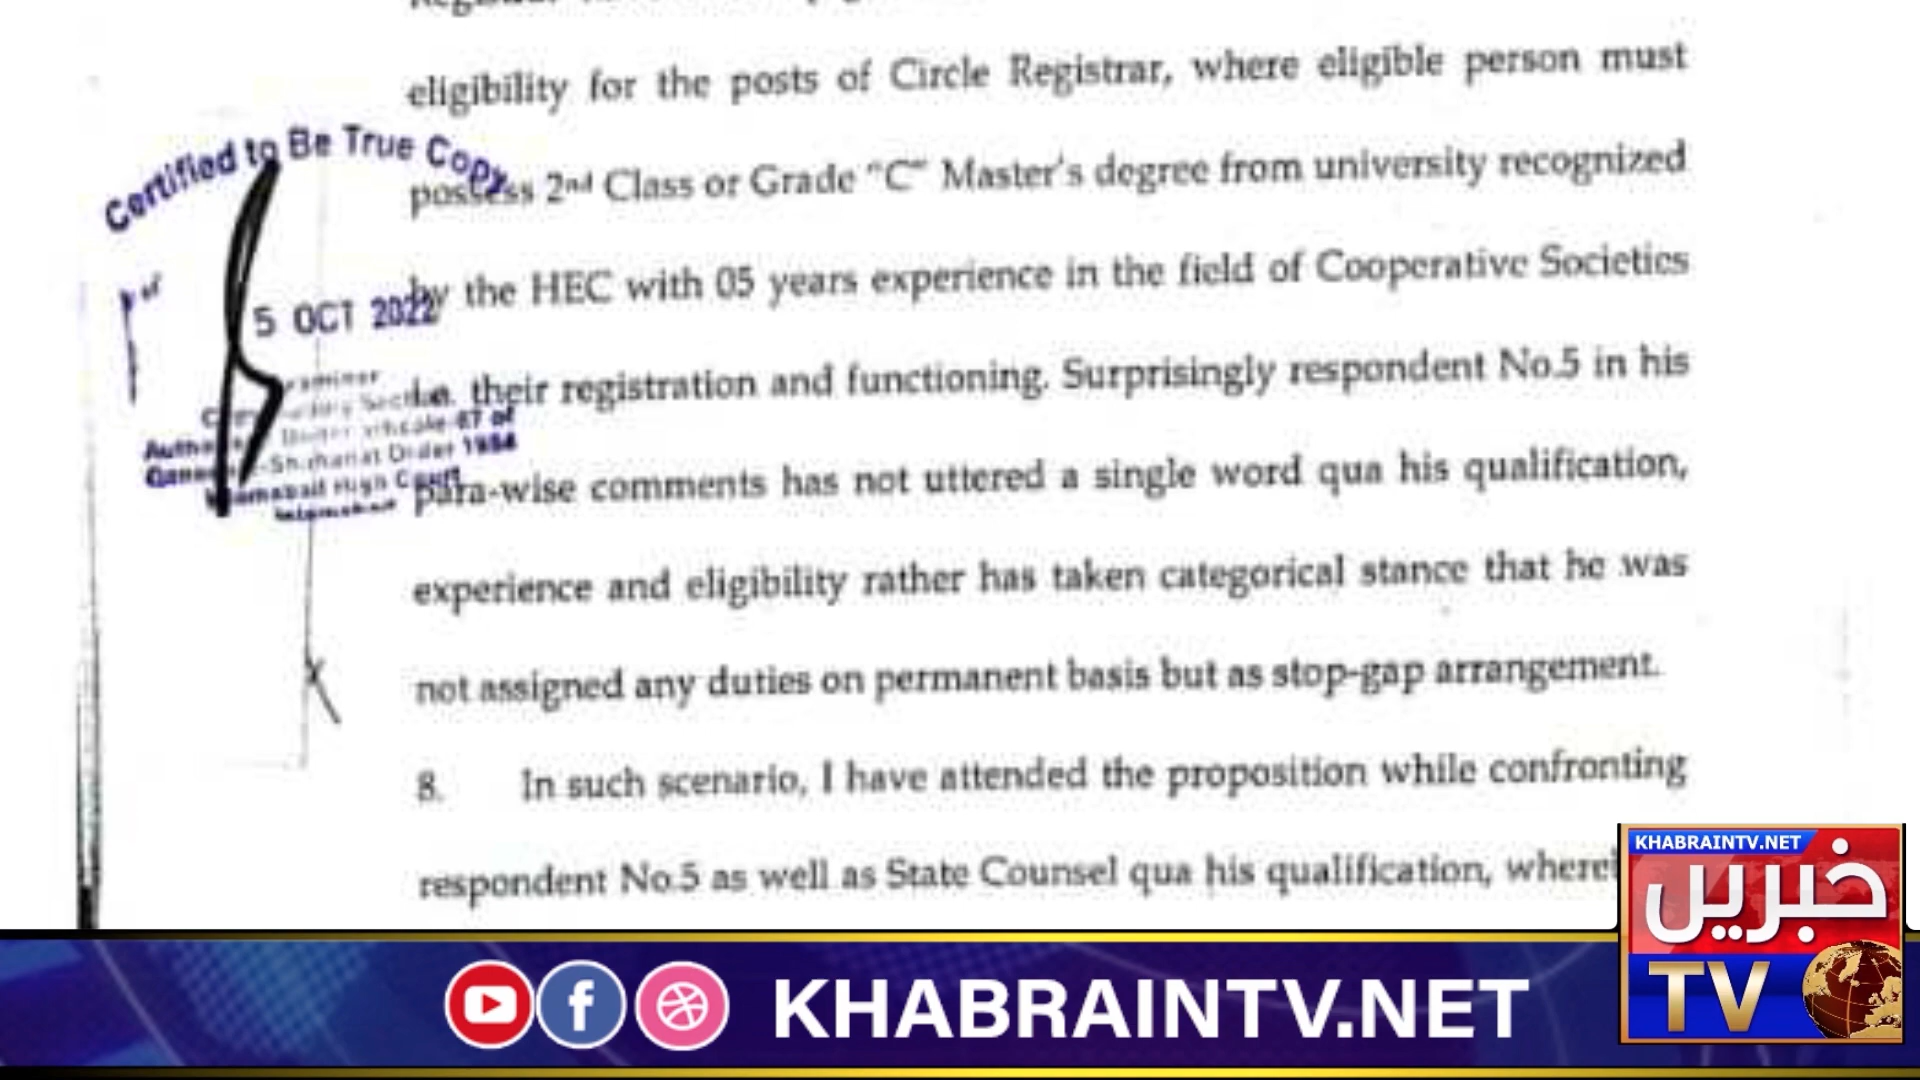 eligibility for the posts of Circle Registrar, where eligible person must
Certified to Be True Copy
possess 2nd Class or Grade "C" Master's degree from university recognized
by the HEC with 05 years experience in the field of Cooperative Societies
5 OCT 2022
i.e. their registration and functioning. Surprisingly respondent No.5 in his
Order 1984
Islamabad High Court
Islamabad
para-wise comments has not uttered a single word qua his qualification,
experience and eligibility rather has taken categorical stance that he was
not assigned any duties on permanent basis but as stop-gap arrangement.
8. In such scenario, I have attended the proposition while confronting
respondent No.5 as well as State Counsel qua his qualification,
KHABRAINTV.NET
خبریں
TV
KHABRAINTV.NET